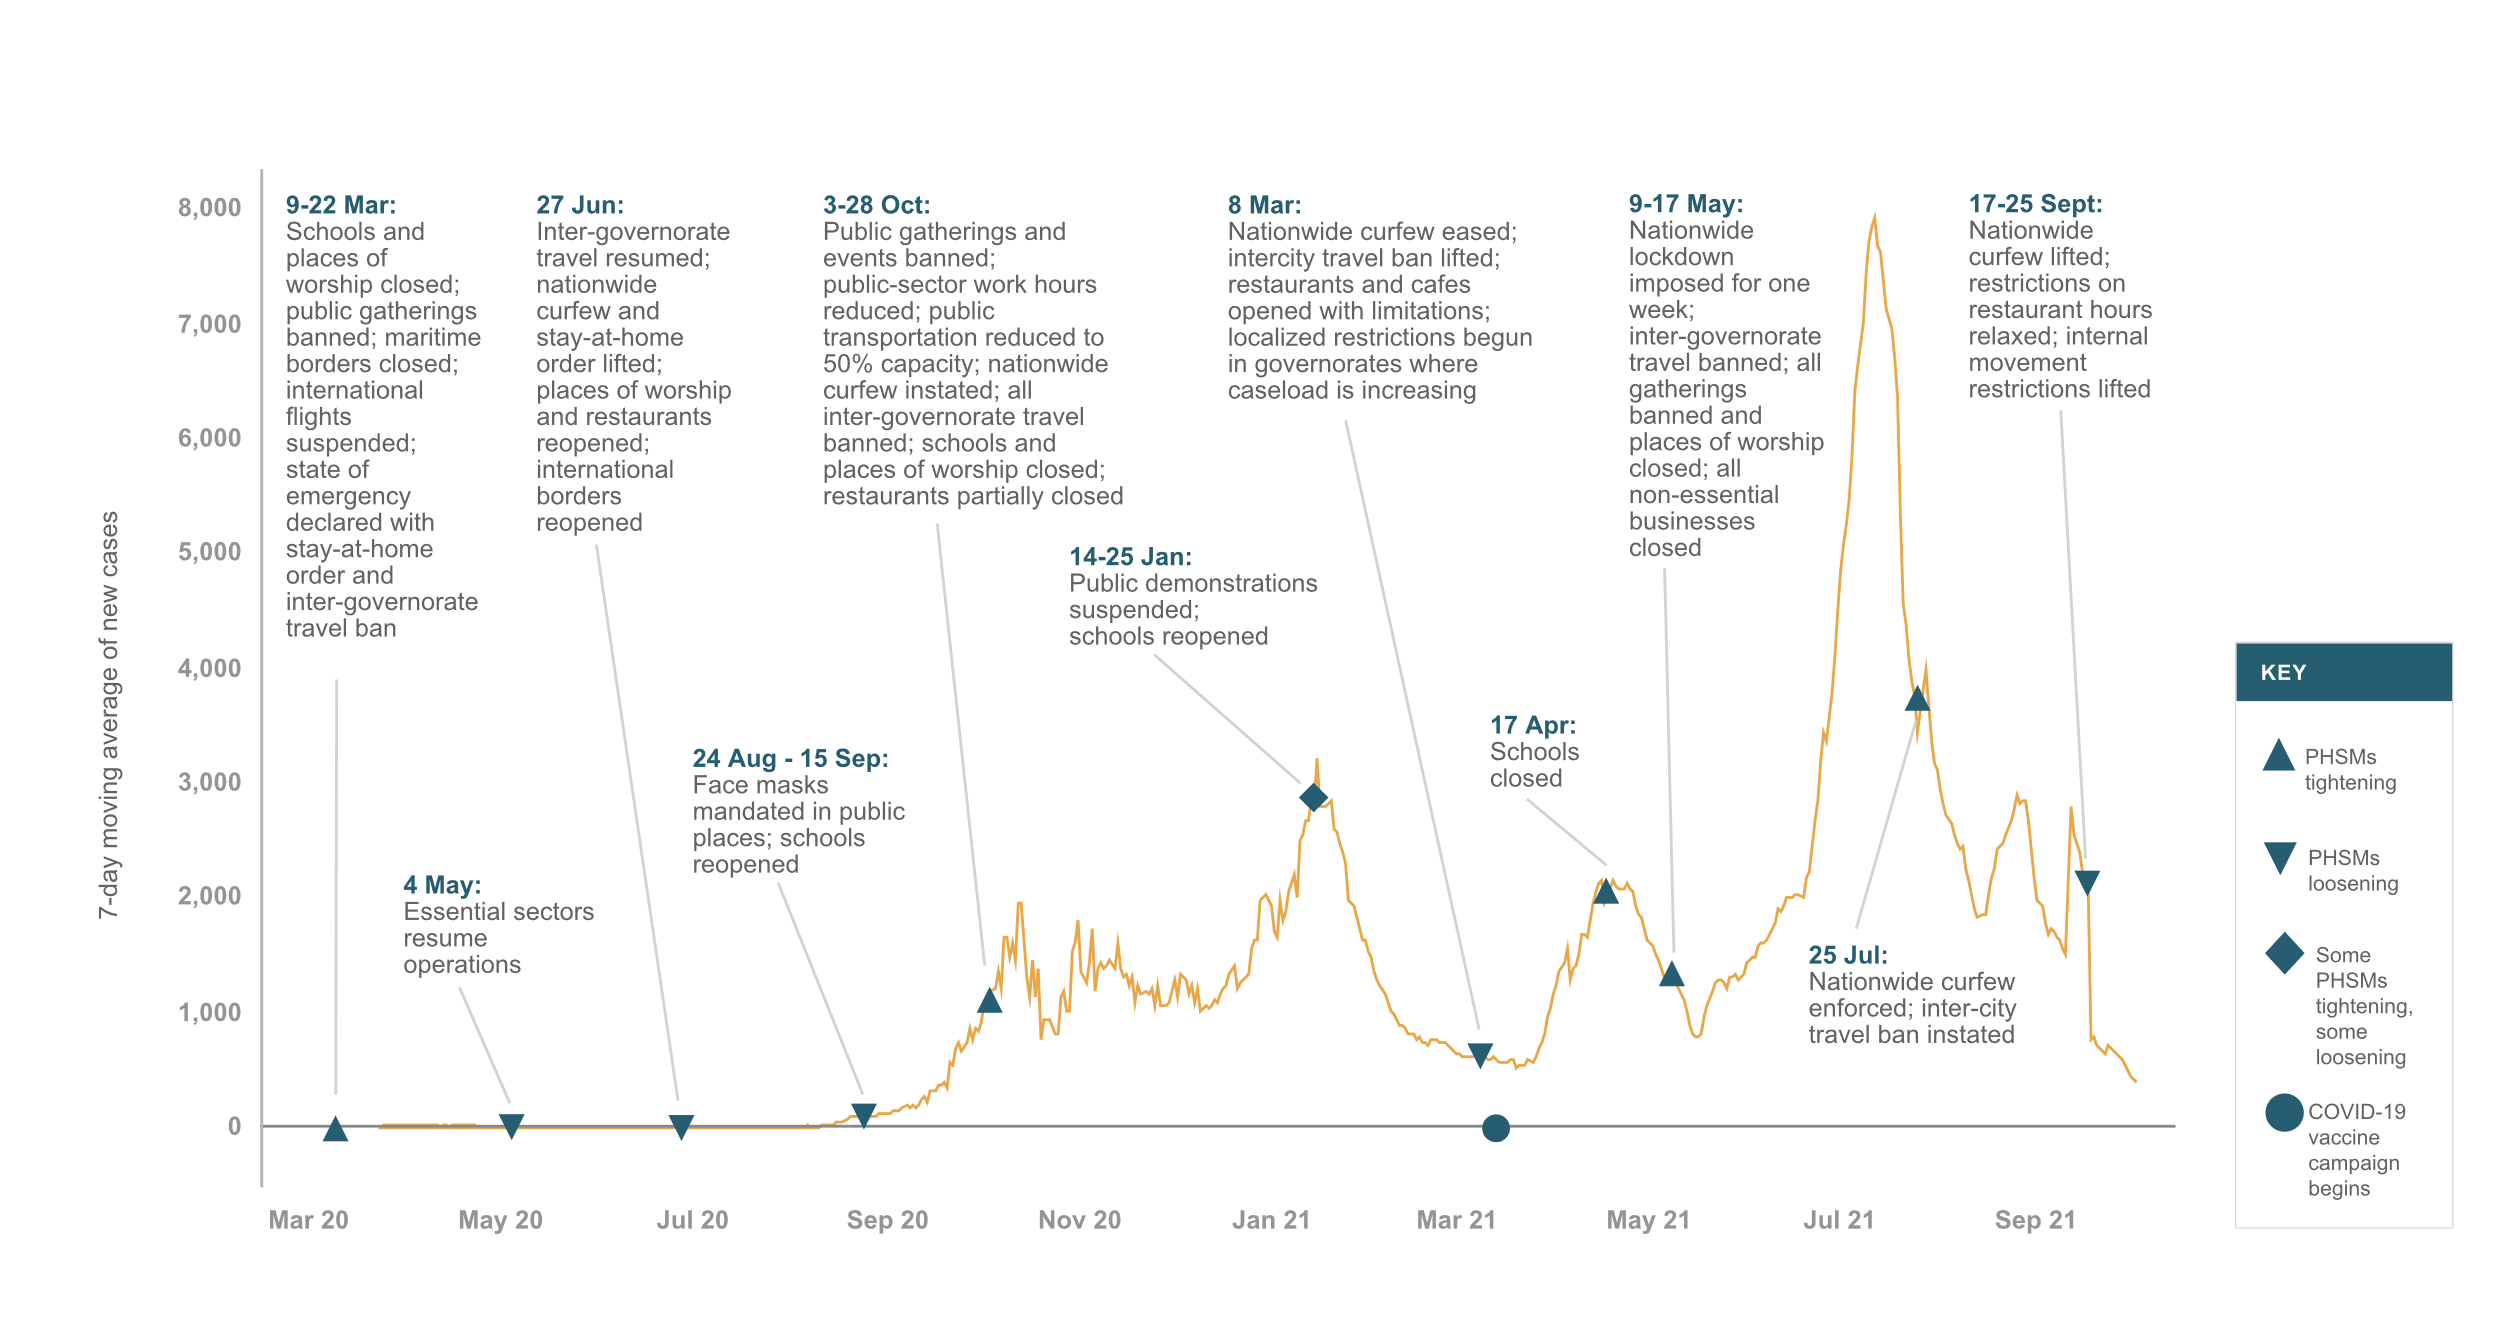 8,000
7,000
6,000
5,000
4,000
3,000
2,000
1,000
0
7-day moving average of new cases
9-22 Mar:
Schools and
places of
worship closed;
public gatherings
banned; maritime
borders closed;
international
flights
suspended;
state of
emergency
declared with
stay-at-home
order and
inter-governorate
travel ban
4 May:
Essential sectors
resume
operations
27 Jun:
Inter-governorate
travel resumed;
nationwide
curfew and
stay-at-home
order lifted;
places of worship
and restaurants
reopened;
international
borders
reopened
24 Aug - 15 Sep:
Face masks
mandated in public
places; schools
reopened
3-28 Oct:
Public gatherings and
events banned;
public-sector work hours
reduced; public
transportation reduced to
50% capacity; nationwide
curfew instated; all
inter-governorate travel
banned; schools and
places of worship closed;
restaurants partially closed
14-25 Jan:
Public demonstrations
suspended;
schools reopened
8 Mar:
Nationwide curfew eased;
intercity travel ban lifted;
restaurants and cafes
opened with limitations;
localized restrictions begun
in governorates where
caseload is increasing
17 Apr:
Schools
closed
9-17 May:
Nationwide
lockdown
imposed for one
week;
inter-governorate
travel banned; all
gatherings
banned and
places of worship
closed; all
non-essential
businesses
closed
25 Jul:
Nationwide curfew
enforced; inter-city
travel ban instated
17-25 Sept:
Nationwide
curfew lifted;
restrictions on
restaurant hours
relaxed; internal
movement
restrictions lifted
Mar 20
May 20
Jul 20
Sep 20
Nov 20
Jan 21
Mar 21
May 21
Jul 21
Sep 21
KEY
PHSMs
tightening
PHSMs
loosening
Some
PHSMs
tightening,
some
loosening
COVID-19
vaccine
campaign
begins